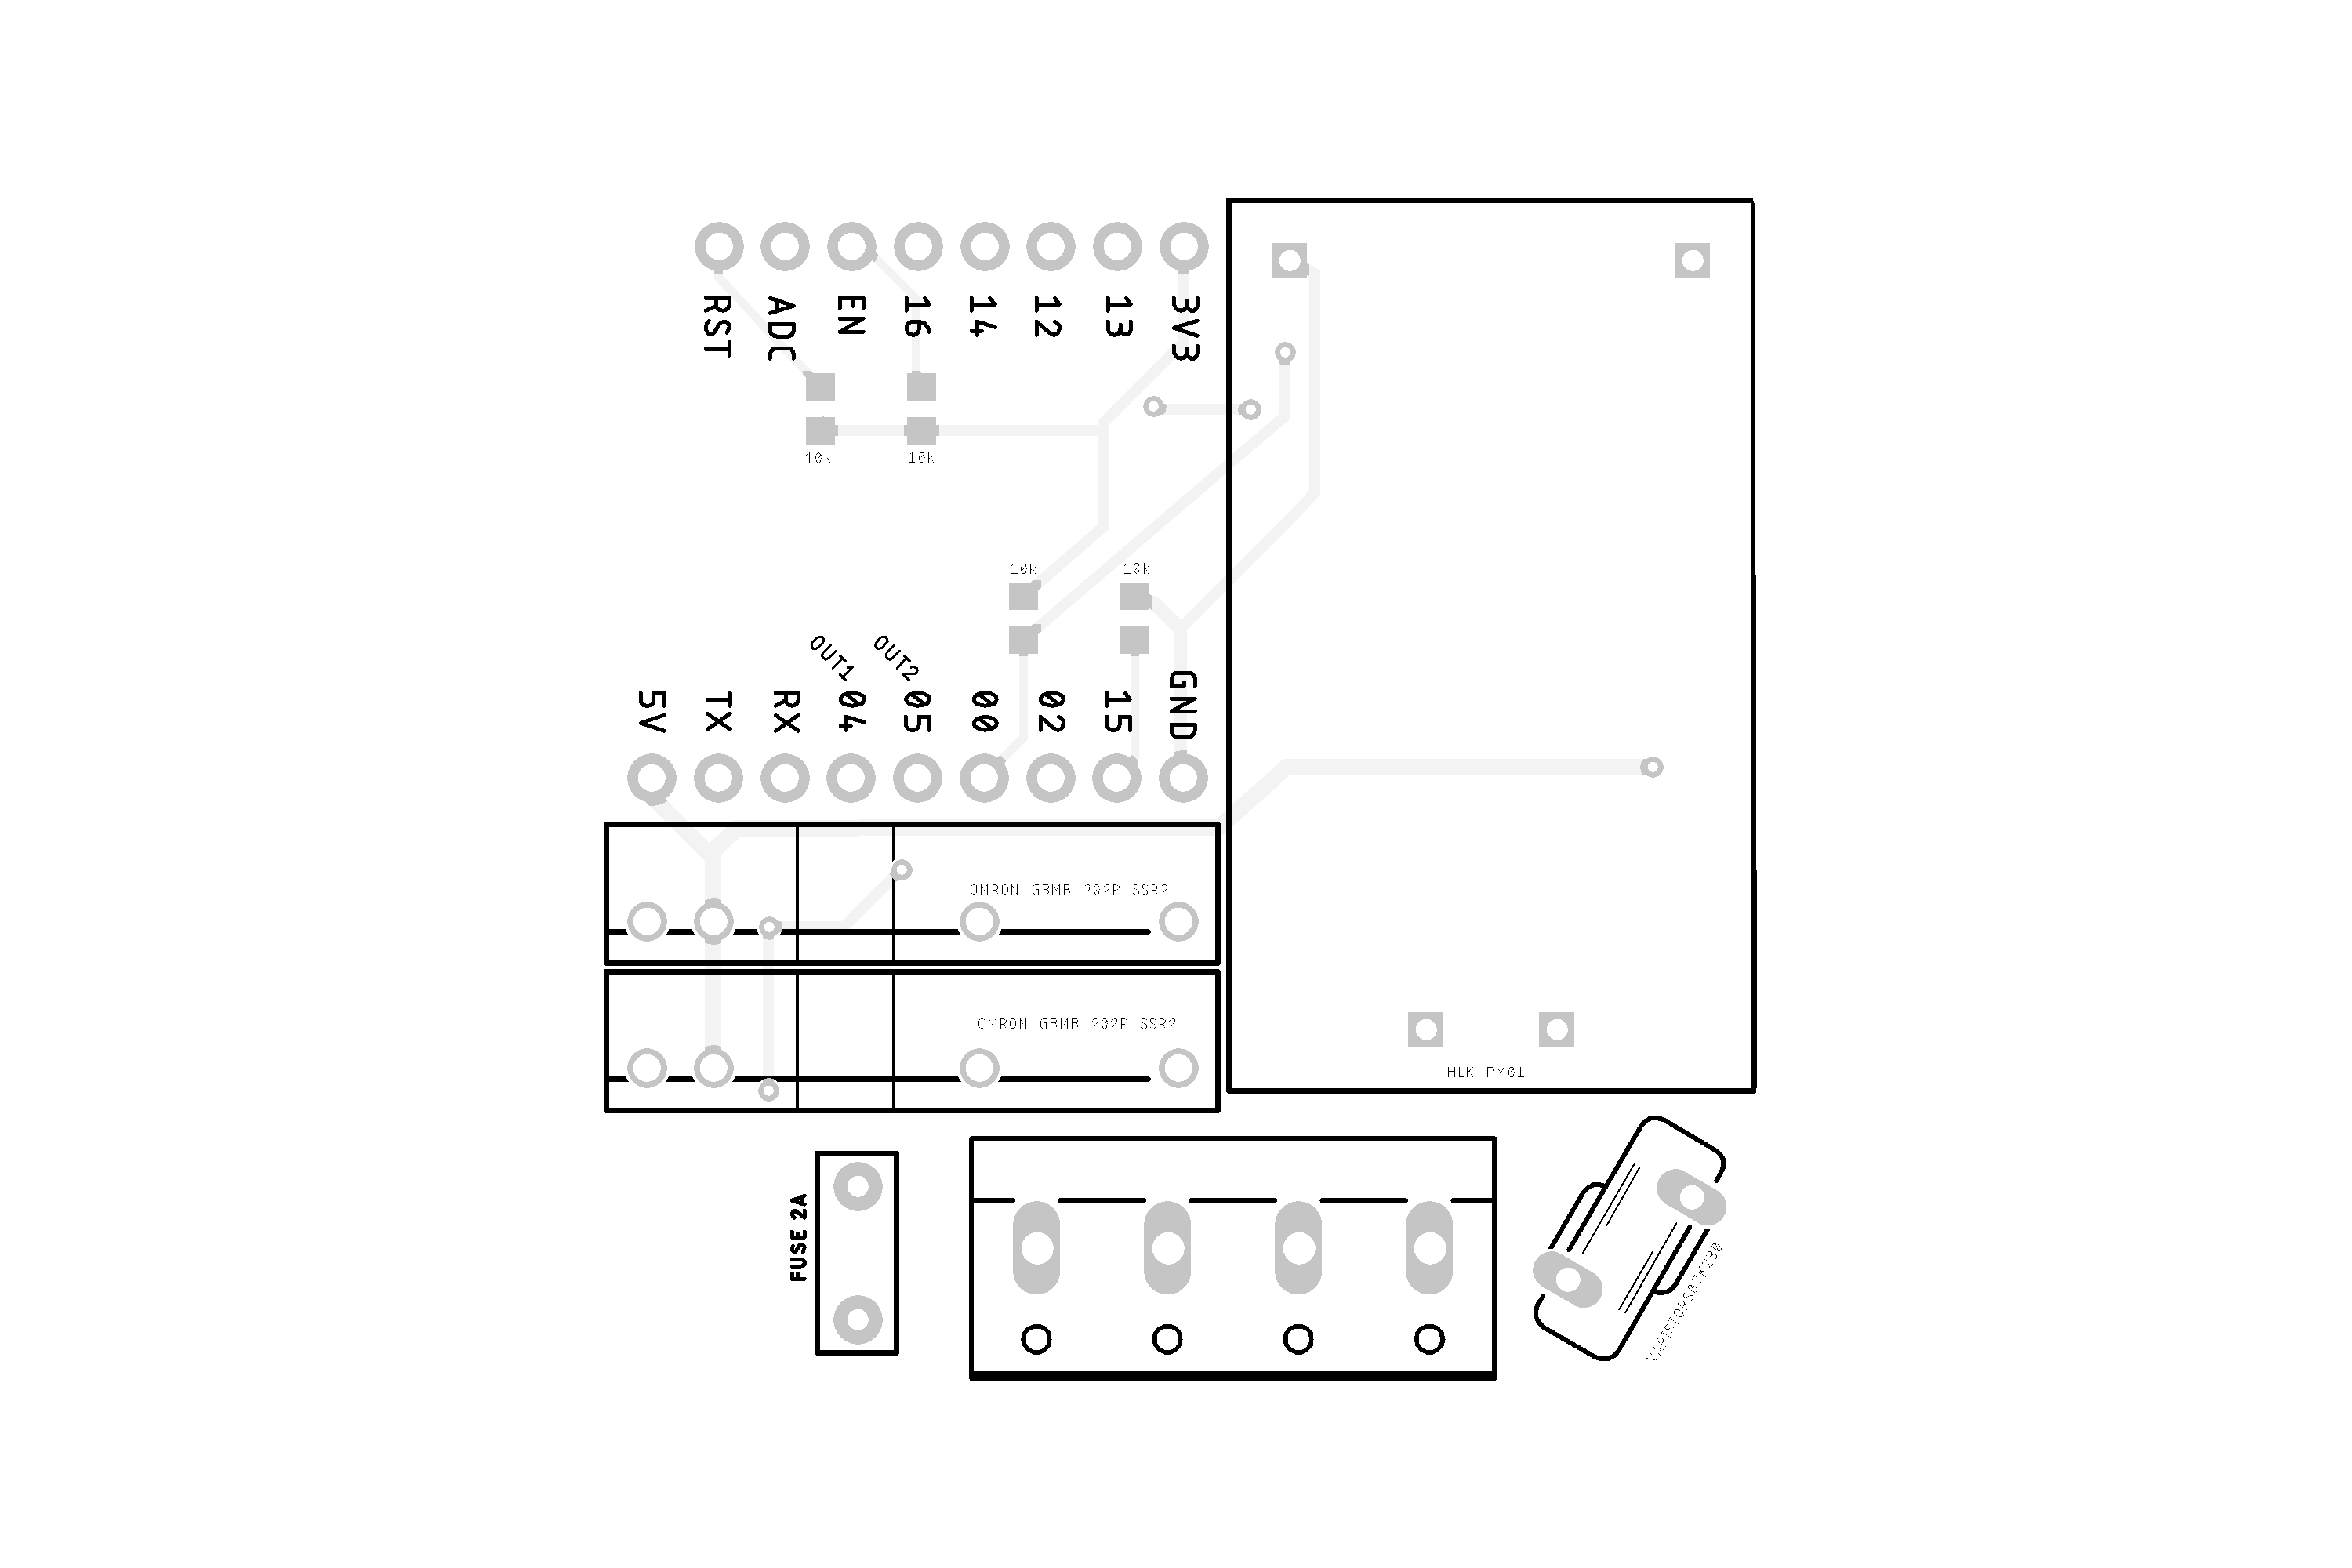 RST
ADC
EN
16
14
12
13
3V3
10k
10k
10k
10k
OUT1
OUT2
5V
TX
RX
04
05
00
02
15
GND
OMRON-G3MB-202P-SSR2
OMRON-G3MB-202P-SSR2
HLK-PM01
FUSE 2A
VARISTORS07K230